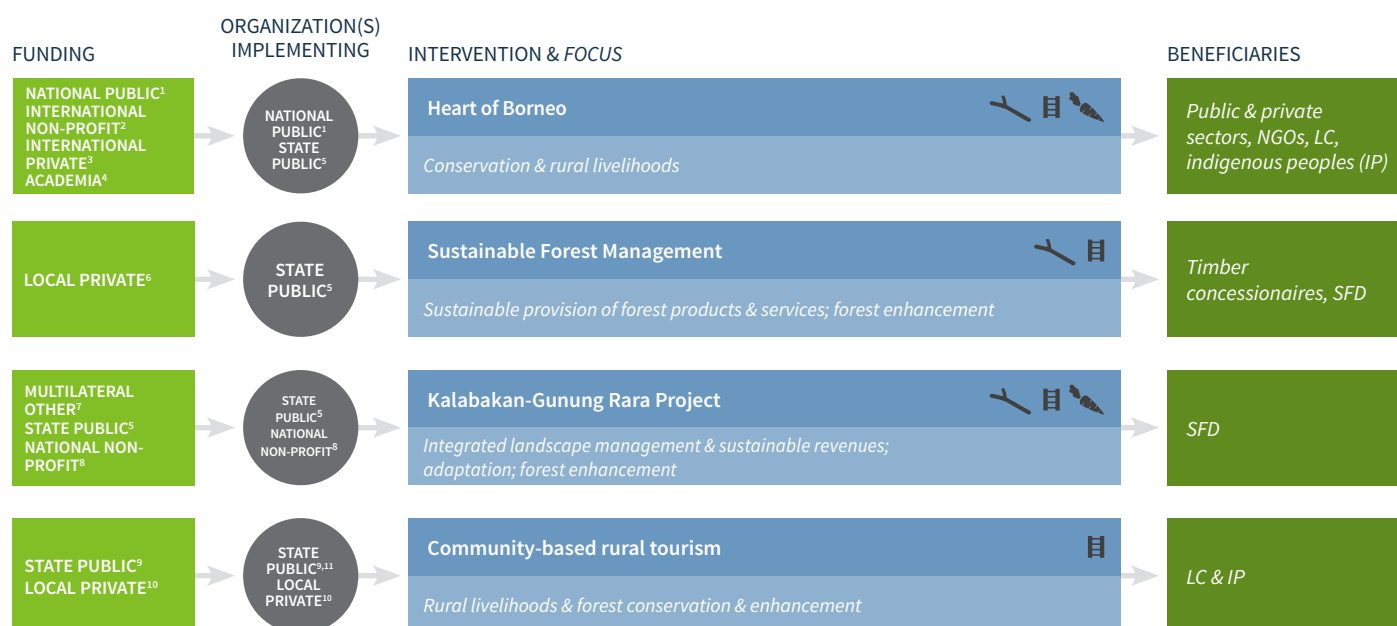 FUNDING
ORGANIZATION(S)
IMPLEMENTING
INTERVENTION & FOCUS
BENEFICIARIES
NATIONAL PUBLIC¹
INTERNATIONAL
NON-PROFIT²
INTERNATIONAL
PRIVATE³
ACADEMIA⁴
NATIONAL
PUBLIC¹
STATE
PUBLIC⁵
Heart of Borneo
Conservation & rural livelihoods
Public & private
sectors, NGOs, LC,
indigenous peoples (IP)
LOCAL PRIVATE⁶
STATE
PUBLIC⁵
Sustainable Forest Management
Sustainable provision of forest products & services; forest enhancement
Timber
concessionaires, SFD
MULTILATERAL
OTHER⁷
STATE PUBLIC⁵
NATIONAL NON-
PROFIT⁸
STATE
PUBLIC⁵
NATIONAL
NON-PROFIT⁸
Kalabakan-Gunung Rara Project
Integrated landscape management & sustainable revenues;
adaptation; forest enhancement
SFD
STATE PUBLIC⁹
LOCAL PRIVATE¹⁰
STATE
PUBLIC⁹,¹¹
LOCAL
PRIVATE¹⁰
Community-based rural tourism
Rural livelihoods & forest conservation & enhancement
LC & IP